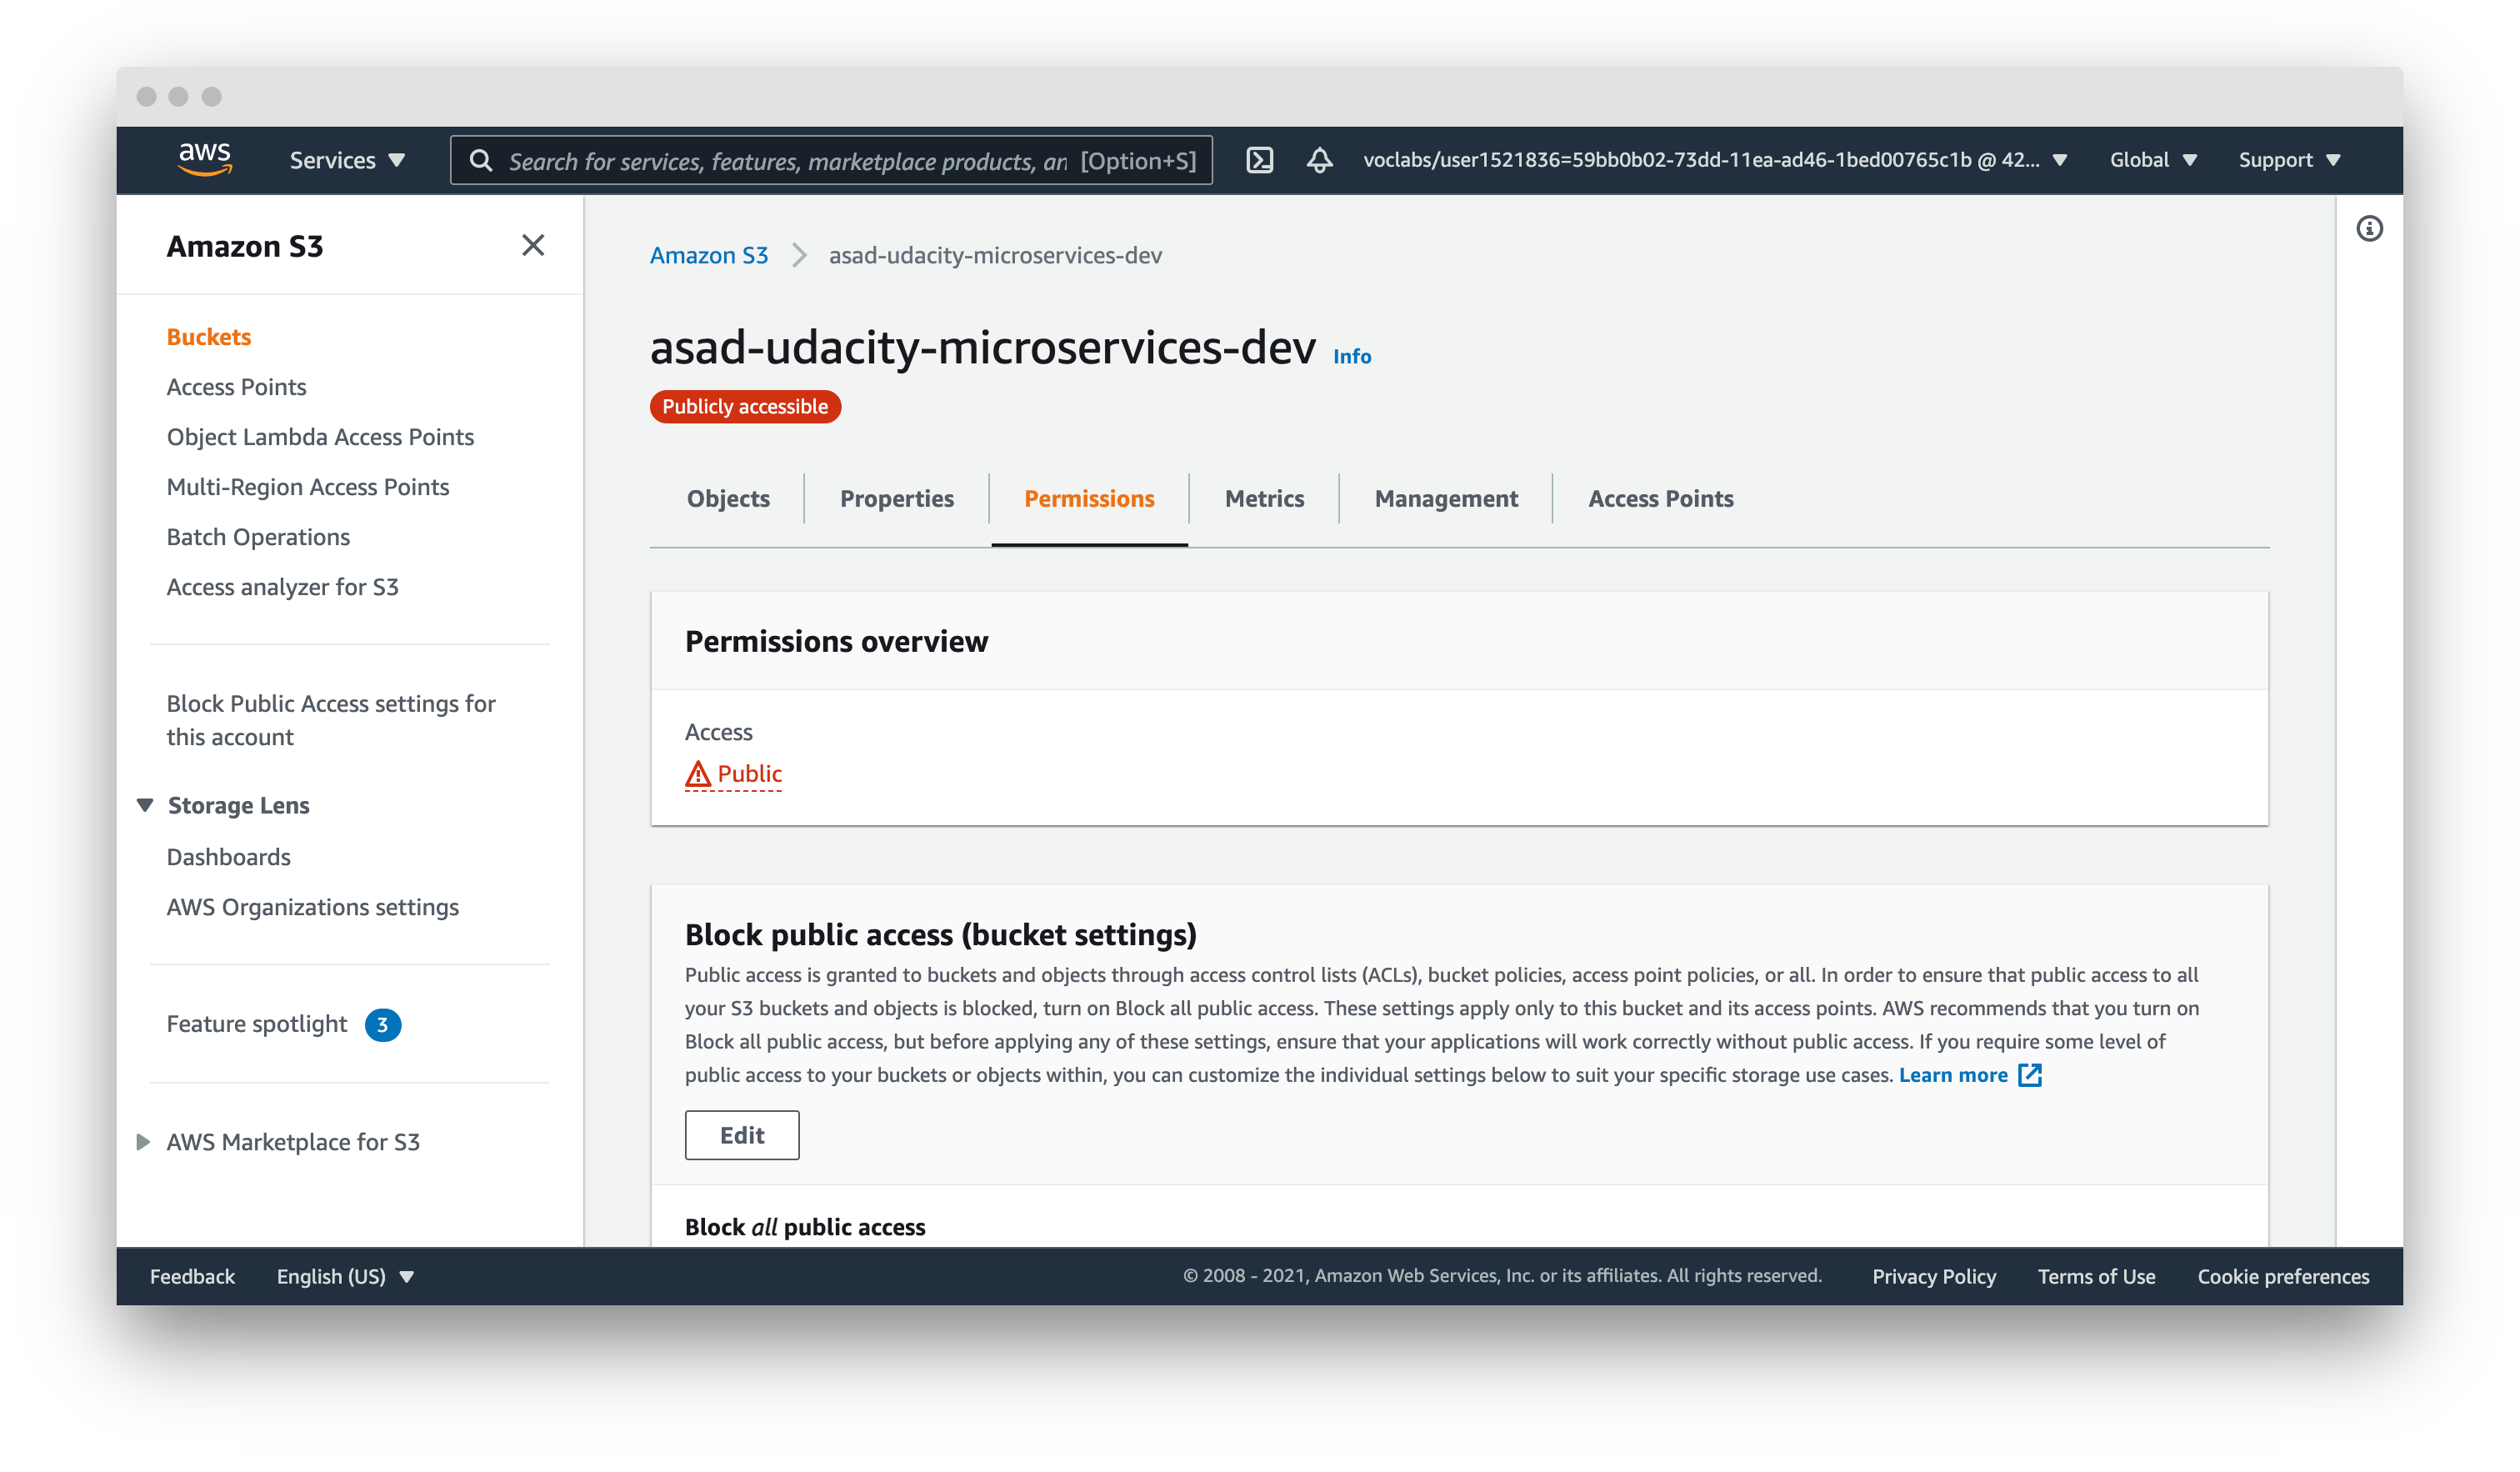 aws Services Search for services, features, marketplace products, an [Option+S] voclabs/user1521836=59bb0b02-73dd-11ea-ad46-1bed00765c1b @ 42... Global Support
Amazon S3
Buckets
Access Points
Object Lambda Access Points
Multi-Region Access Points
Batch Operations
Access analyzer for S3
Block Public Access settings for
this account
Storage Lens
Dashboards
AWS Organizations settings
Feature spotlight 3
AWS Marketplace for S3
Amazon S3 asad-udacity-microservices-dev
asad-udacity-microservices-dev Info
Publicly accessible
Objects Properties Permissions Metrics Management Access Points
Permissions overview
Access
Public
Block public access (bucket settings)
Public access is granted to buckets and objects through access control lists (ACLs), bucket policies, access point policies, or all. In order to ensure that public access to all
your S3 buckets and objects is blocked, turn on Block all public access. These settings apply only to this bucket and its access points. AWS recommends that you turn on
Block all public access, but before applying any of these settings, ensure that your applications will work correctly without public access. If you require some level of
public access to your buckets or objects within, you can customize the individual settings below to suit your specific storage use cases. Learn more
Edit
Block all public access
Feedback English (US) © 2008 - 2021, Amazon Web Services, Inc. or its affiliates. All rights reserved. Privacy Policy Terms of Use Cookie preferences